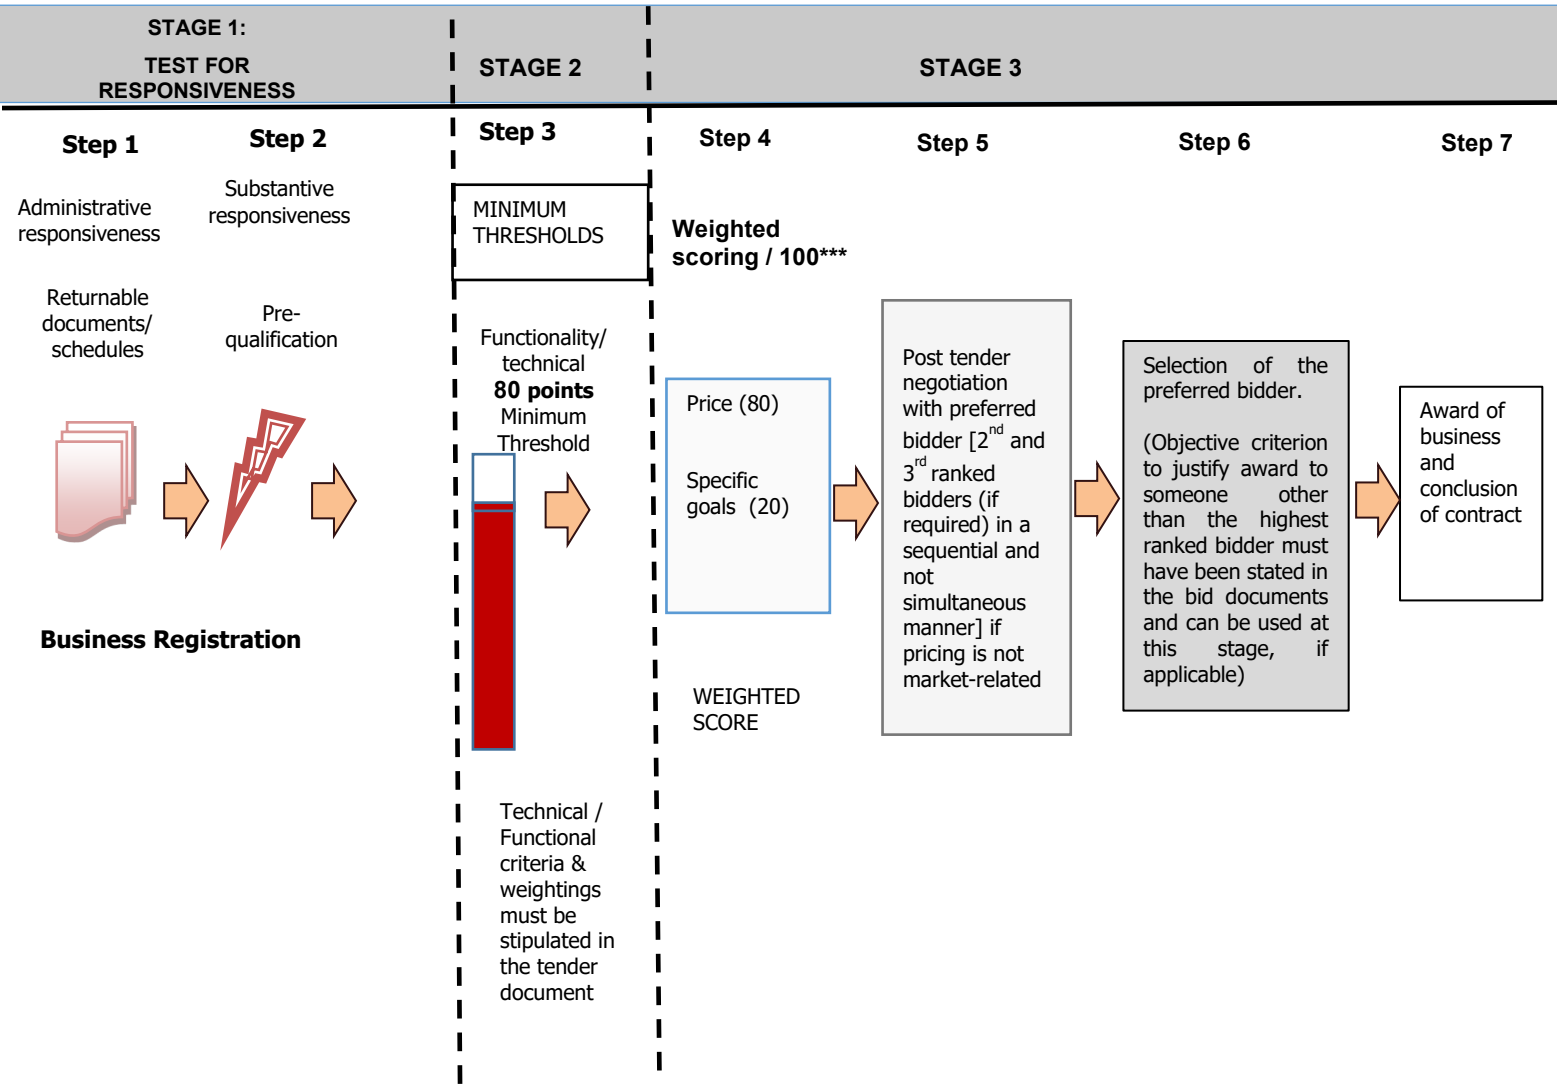 STAGE 1:
TEST FOR
RESPONSIVENESS
STAGE 2
STAGE 3
Step 1
Step 2
Step 3
Step 4
Step 5
Step 6
Step 7
Administrative
responsiveness
Substantive
responsiveness
MINIMUM
THRESHOLDS
Weighted
scoring / 100***
Returnable
documents/
schedules
Pre-
qualification
Functionality/
technical
80 points
Minimum
Threshold
Price (80)
Specific
goals (20)
Post tender
negotiation
with preferred
bidder [2nd and
3rd ranked
bidders (if
required) in a
sequential and
not
simultaneous
manner] if
pricing is not
market-related
Selection of the
preferred bidder.
(Objective criterion
to justify award to
someone other
than the highest
ranked bidder must
have been stated in
the bid documents
and can be used at
this stage, if
applicable)
Award of
business
and
conclusion
of contract
Business Registration
WEIGHTED
SCORE
Technical /
Functional
criteria &
weightings
must be
stipulated in
the tender
document